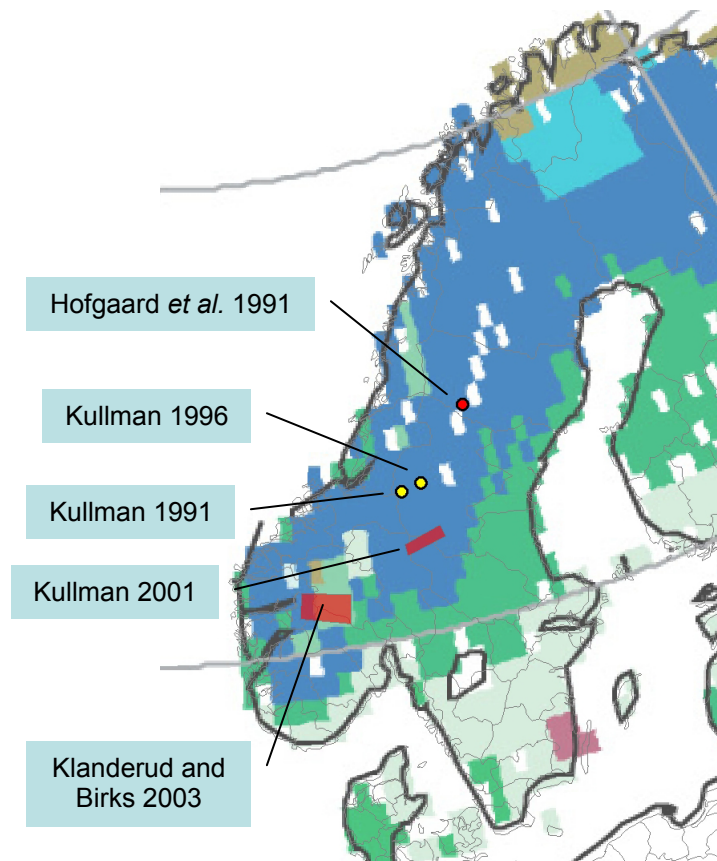 Hofgaard et al. 1991
Kullman 1996
Kullman 1991
Kullman 2001
Klanderud and
Birks 2003